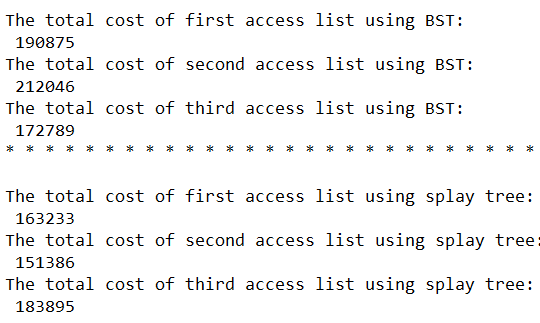 The total cost of first access list using BST:
190875
The total cost of second access list using BST:
212046
The total cost of third access list using BST:
172789
* * * * * * * * * * * * * * * * * * * * * * * * * * *
The total cost of first access list using splay tree:
163233
The total cost of second access list using splay tree:
151386
The total cost of third access list using splay tree:
183895